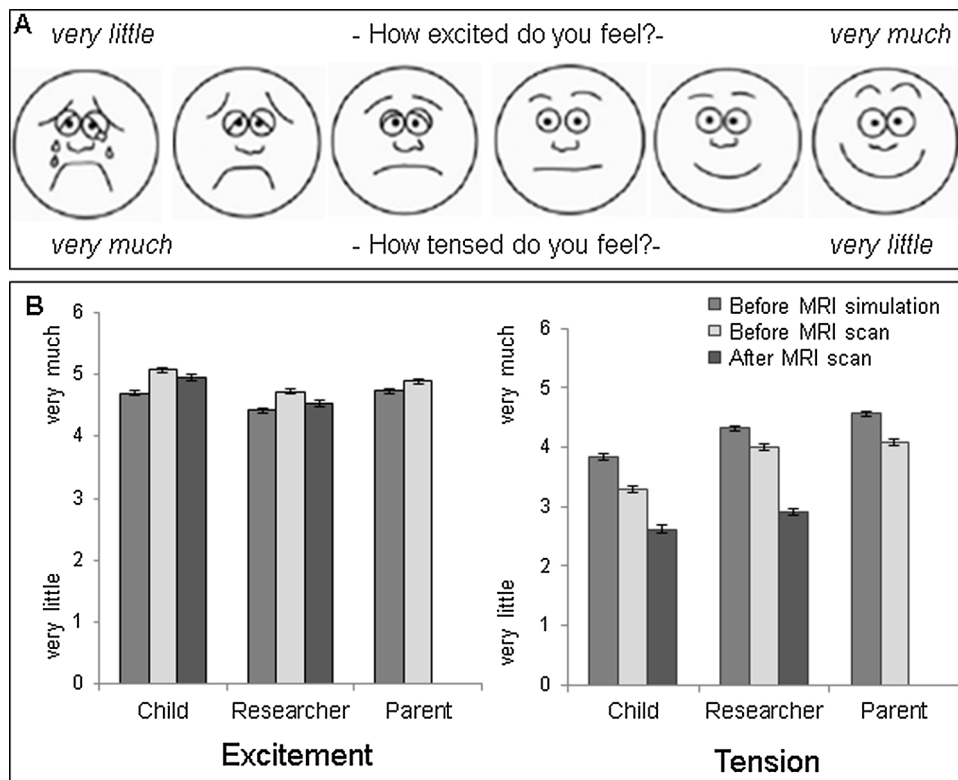 A
very little - How excited do you feel?- very much
very much - How tensed do you feel?- very little
B
6
5
4
3
2
1
0
very much
very little
Child Researcher Parent
Excitement
Before MRI simulation
Before MRI scan
After MRI scan
6
5
4
3
2
1
0
very much
very little
Child Researcher Parent
Tension